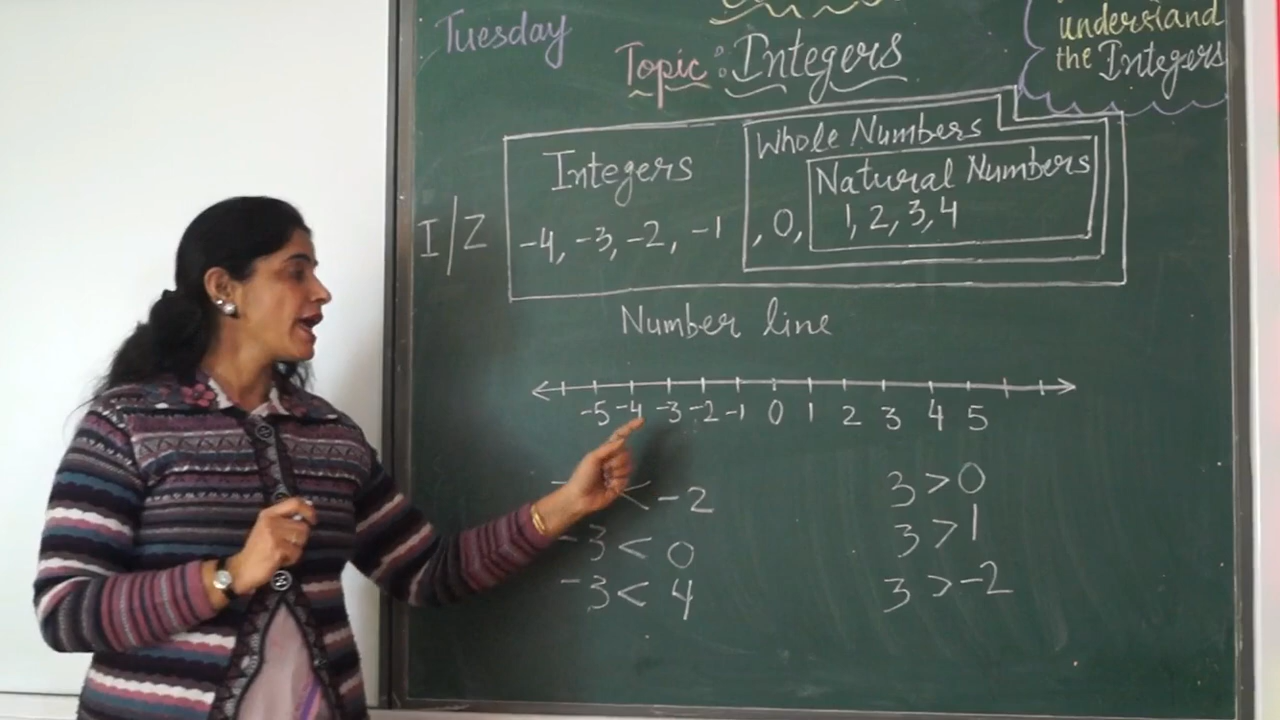 Tuesday
Topic : Integers
understand
the Integers
Whole Numbers
Integers
Natural Numbers
I/Z
-4, -3, -2, -1 , 0, 1, 2, 3, 4
Number line
-5 -4 -3 -2 -1 0 1 2 3 4 5
< -2
-3 < 0
-3 < 4
3 > 0
3 > 1
3 > -2